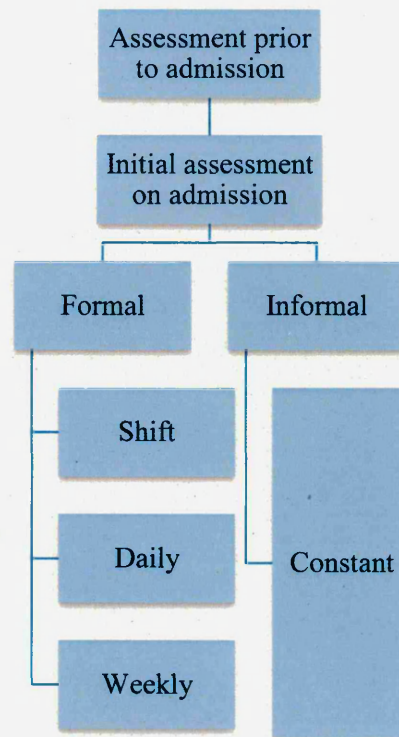 Assessment prior
to admission
Initial assessment
on admission
Formal
Informal
Shift
Daily
Constant
Weekly